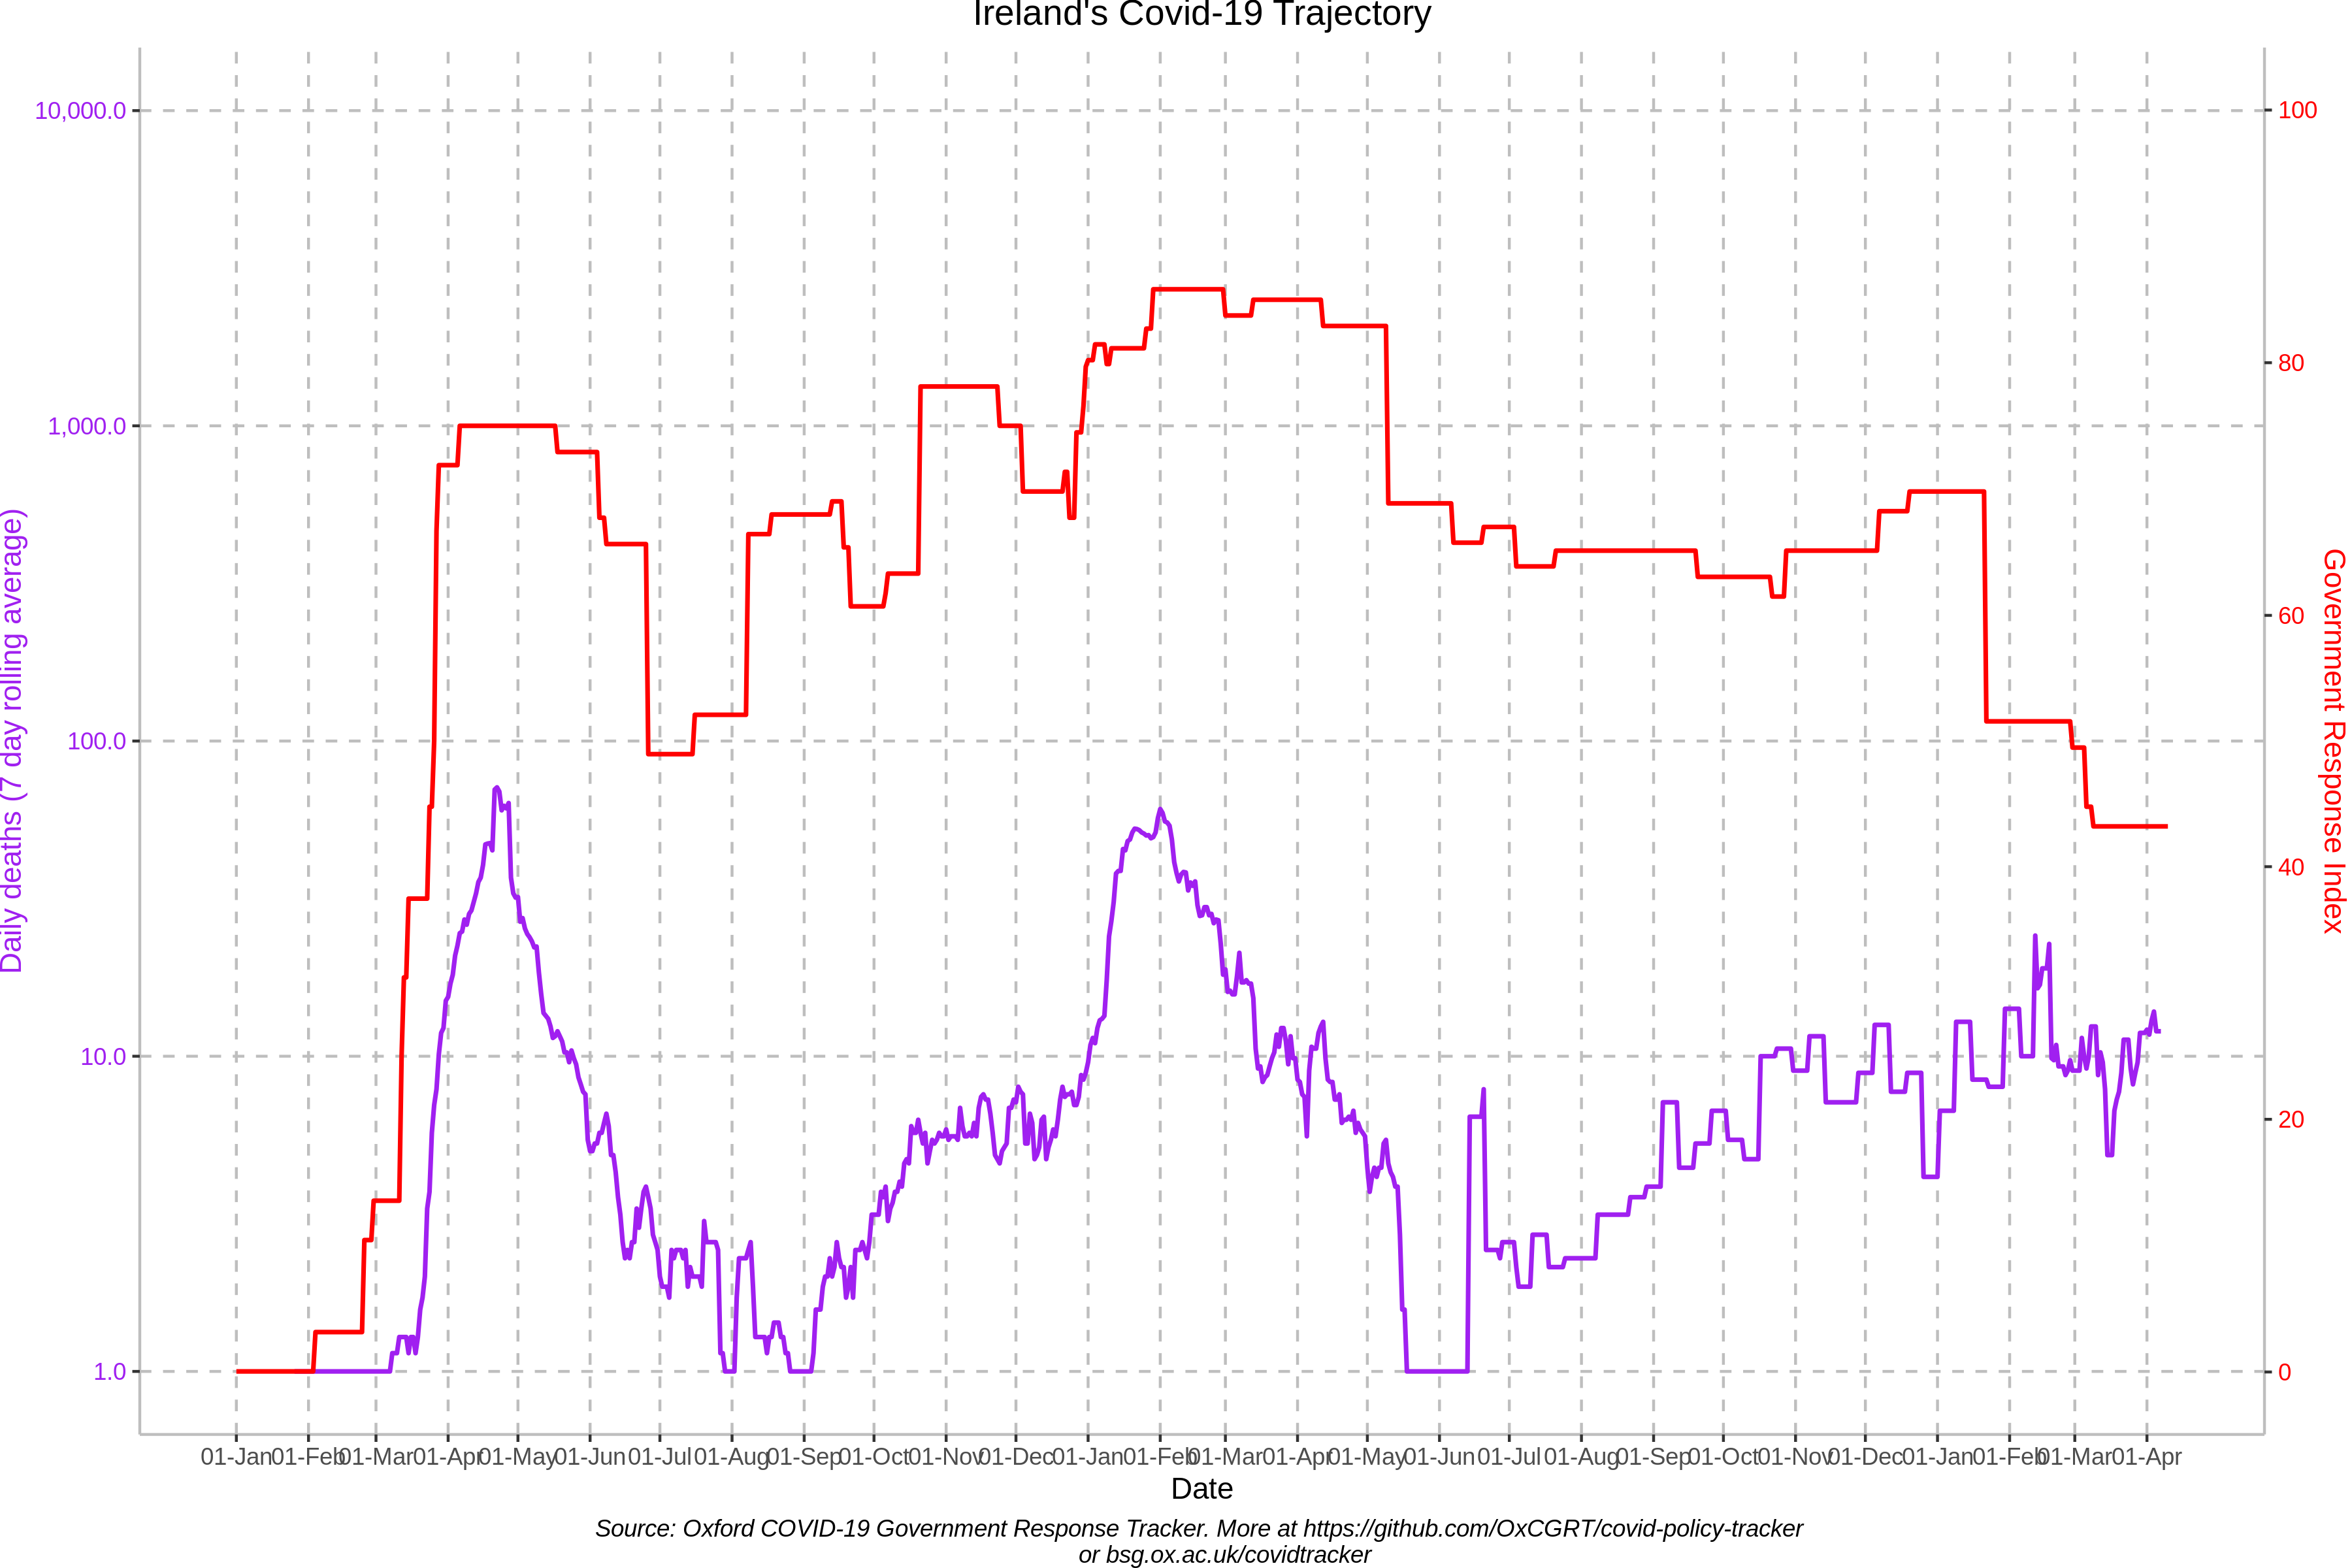 Ireland's Covid-19 Trajectory
10,000.0
1,000.0
100.0
10.0
1.0
Daily deaths (7 day rolling average)
100
80
60
40
20
0
Government Response Index
01-Jan 01-Feb 01-Mar 01-Apr 01-May 01-Jun 01-Jul 01-Aug 01-Sep 01-Oct 01-Nov 01-Dec 01-Jan 01-Feb 01-Mar 01-Apr 01-May 01-Jun 01-Jul 01-Aug 01-Sep 01-Oct 01-Nov 01-Dec 01-Jan 01-Feb 01-Mar 01-Apr
Date
Source: Oxford COVID-19 Government Response Tracker. More at https://github.com/OxCGRT/covid-policy-tracker
or bsg.ox.ac.uk/covidtracker